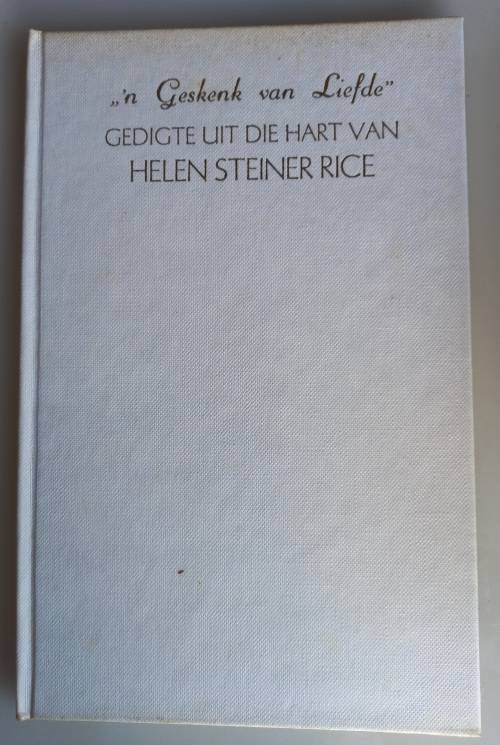 „'n Geskenk van Liefde”
GEDIGTE UIT DIE HART VAN
HELEN STEINER RICE